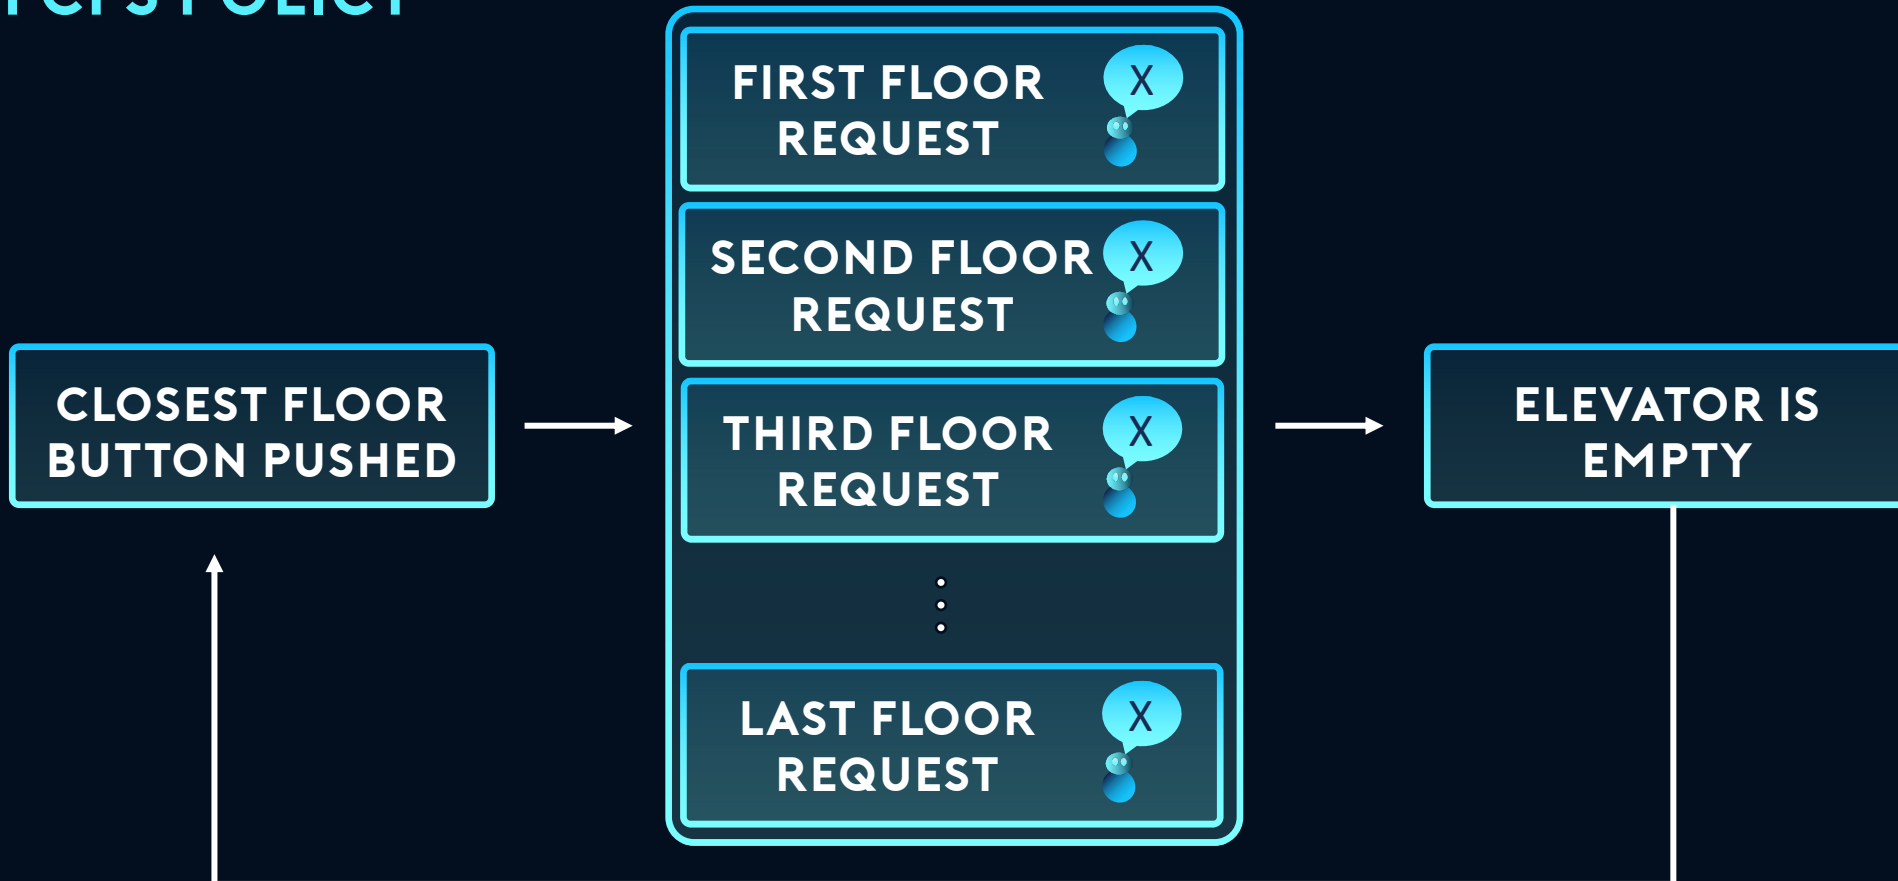 POLICY
FIRST FLOOR
REQUEST
X
SECOND FLOOR
REQUEST
X
CLOSEST FLOOR
BUTTON PUSHED
THIRD FLOOR
REQUEST
X
ELEVATOR IS
EMPTY
LAST FLOOR
REQUEST
X